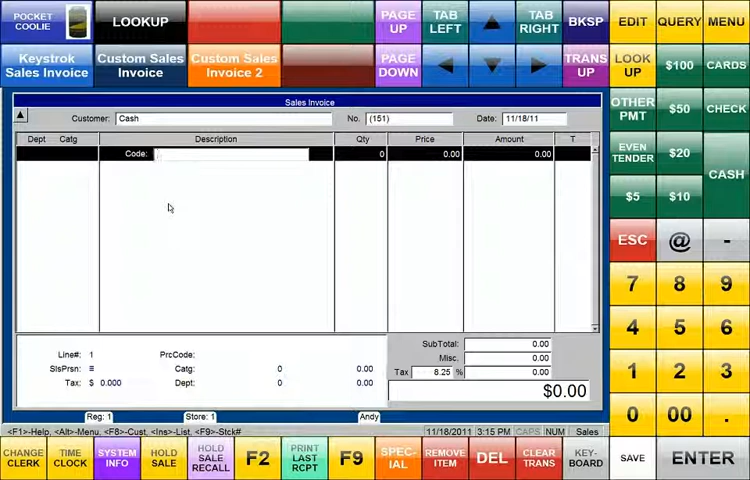 POCKET
COOLIE
LOOKUP
PAGE
UP
TAB
LEFT
TAB
RIGHT
BKSP
EDIT
QUERY
MENU
Keystrok
Sales Invoice
Custom Sales
Invoice
Custom Sales
Invoice 2
PAGE
DOWN
TRANS
UP
LOOK
UP
$100
CARDS
Sales Invoice
Customer: Cash No. (151) Date: 11/18/11
OTHER
PMT
$50
CHECK
Dept Catg Description Qty Price Amount T
Code: 0 0.00 0.00
EVEN
TENDER
$20
CASH
$5
$10
ESC
@
-
7
8
9
4
5
6
1
2
3
0
00
.
Line#: 1 PrcCode:
SlsPrsn: Catg: 0 0.00
Tax: $ 0.000 Dept: 0 0.00
SubTotal: 0.00
Misc. 0.00
Tax 8.25 % 0.00
$0.00
Reg: 1 Store: 1 Andy
<F1>-Help, <Alt>-Menu, <F8>-Cust, <Ins>-List, <F9>-Stck# 11/18/2011 3:15 PM CAPS NUM Sales
CHANGE
CLERK
TIME
CLOCK
SYSTEM
INFO
HOLD
SALE
HOLD
SALE
RECALL
F2
PRINT
LAST
RCPT
F9
SPEC-
IAL
REMOVE
ITEM
DEL
CLEAR
TRANS
KEY-
BOARD
SAVE
ENTER